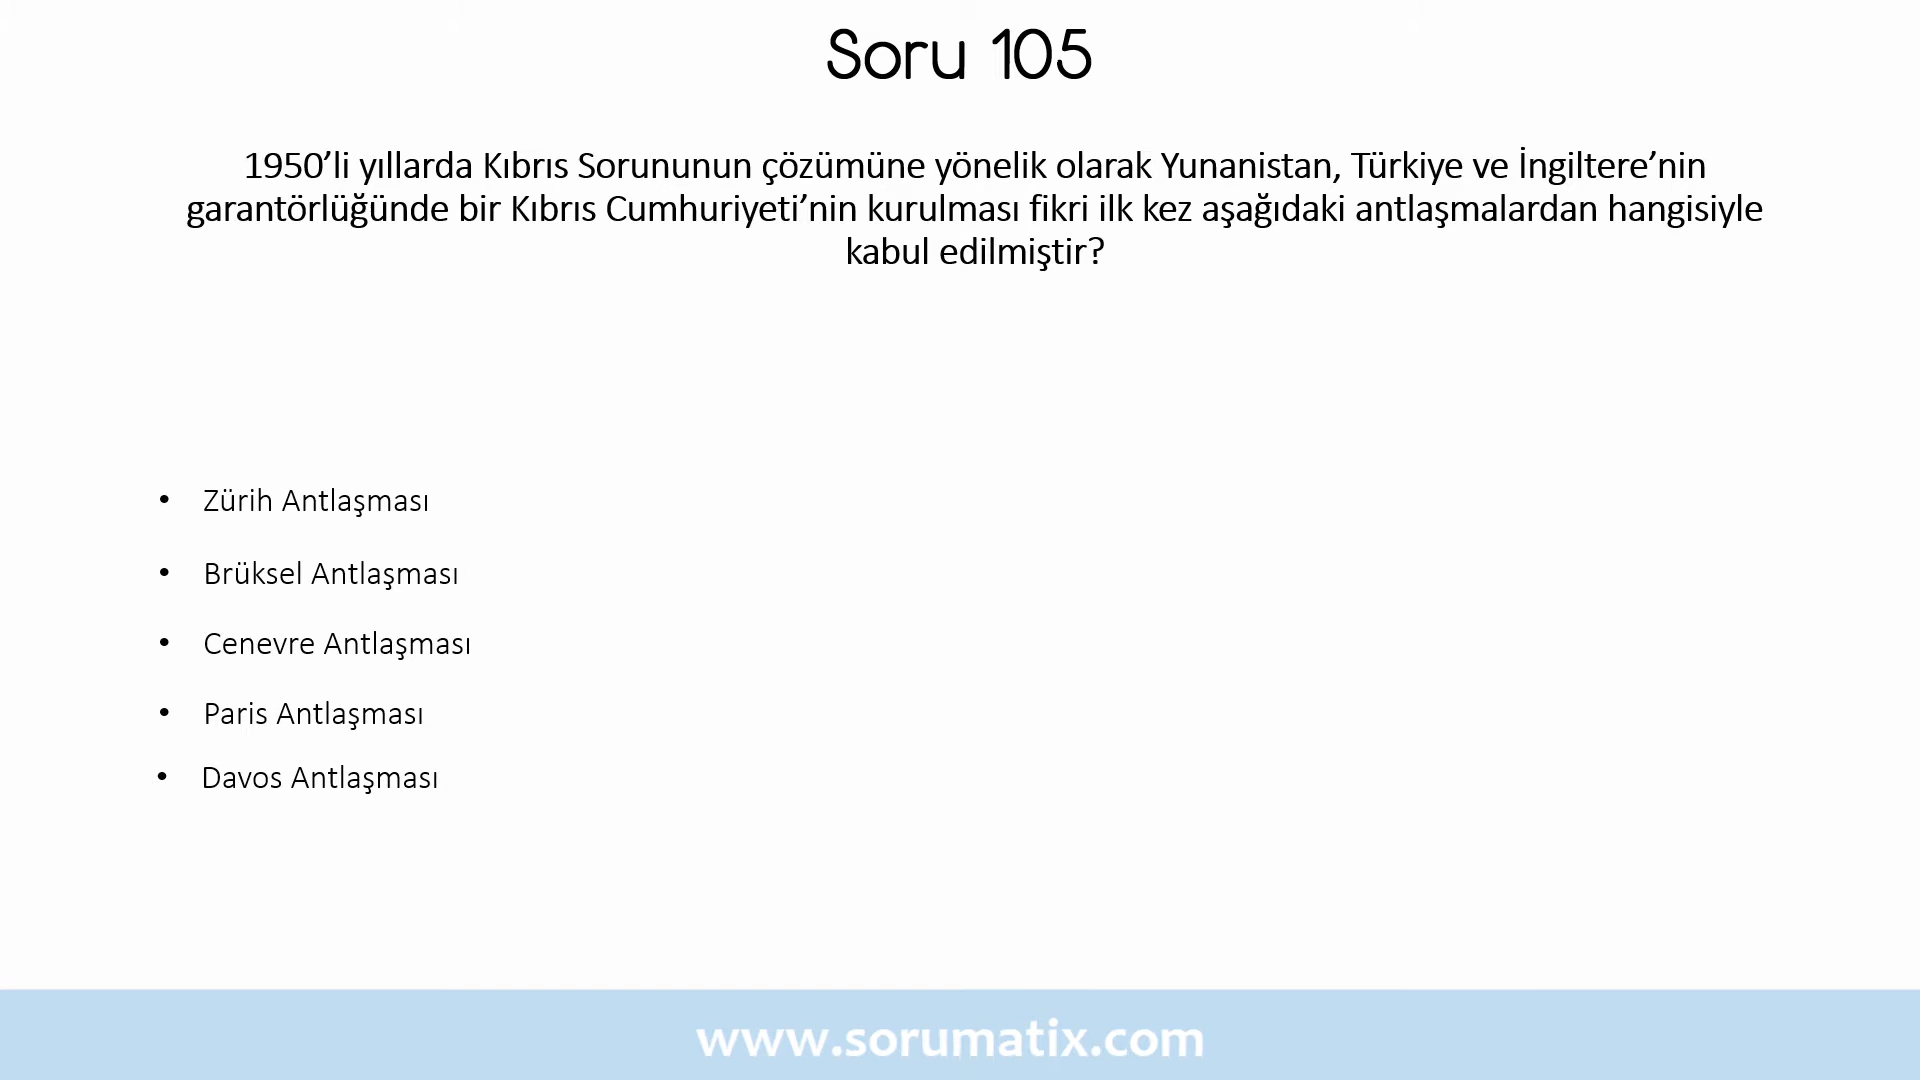 Soru 105
1950’li yıllarda Kıbrıs Sorununun çözümüne yönelik olarak Yunanistan, Türkiye ve İngiltere’nin
garantörlüğünde bir Kıbrıs Cumhuriyeti’nin kurulması fikri ilk kez aşağıdaki antlaşmalardan hangisiyle
kabul edilmiştir?
• Zürih Antlaşması
• Brüksel Antlaşması
• Cenevre Antlaşması
• Paris Antlaşması
• Davos Antlaşması
www.sorumatix.com